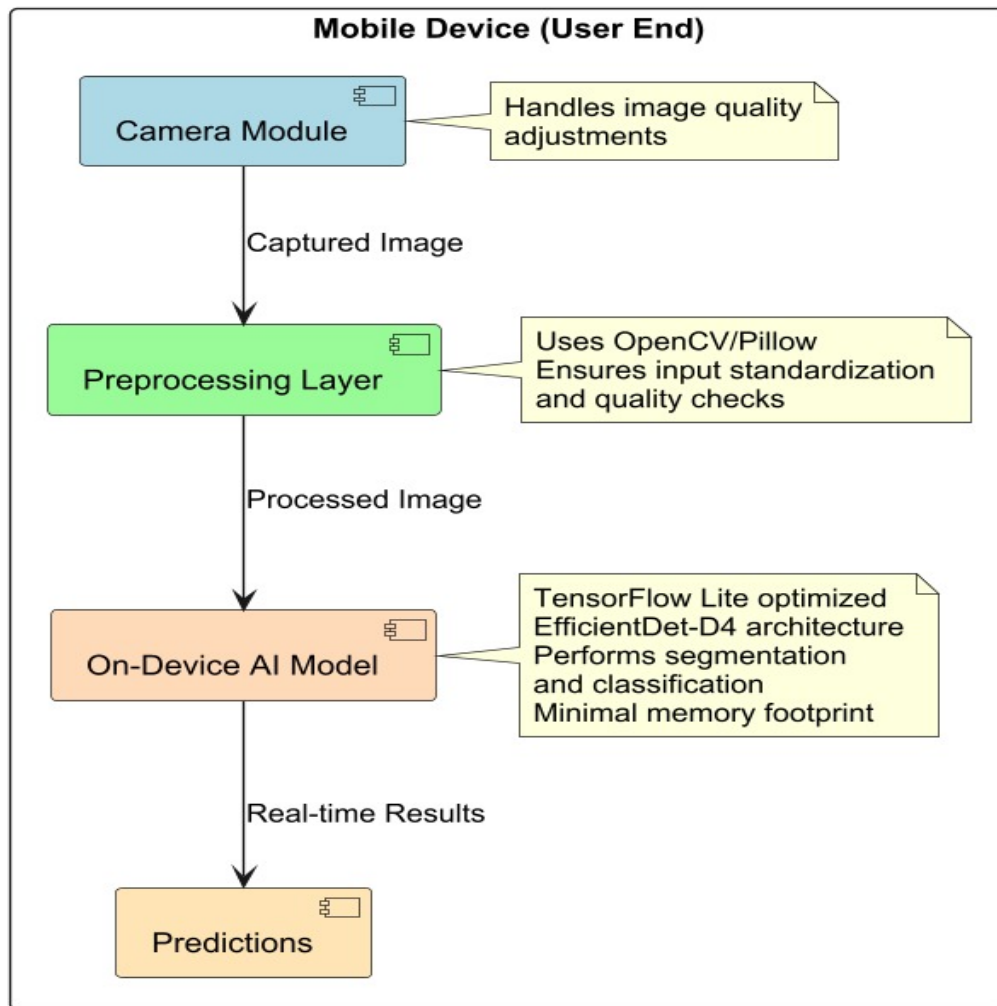 Mobile Device (User End)
Camera Module
Handles image quality
adjustments
Captured Image
Preprocessing Layer
Uses OpenCV/Pillow
Ensures input standardization
and quality checks
Processed Image
On-Device AI Model
TensorFlow Lite optimized
EfficientDet-D4 architecture
Performs segmentation
and classification
Minimal memory footprint
Real-time Results
Predictions